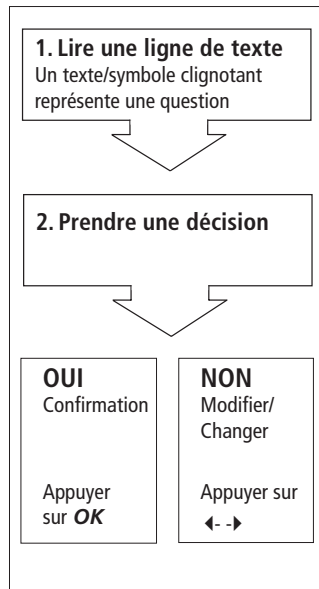 1. Lire une ligne de texte
Un texte/symbole clignotant
représente une question
2. Prendre une décision
OUI
Confirmation
Appuyer
sur OK
NON
Modifier/
Changer
Appuyer sur
◀- -▶